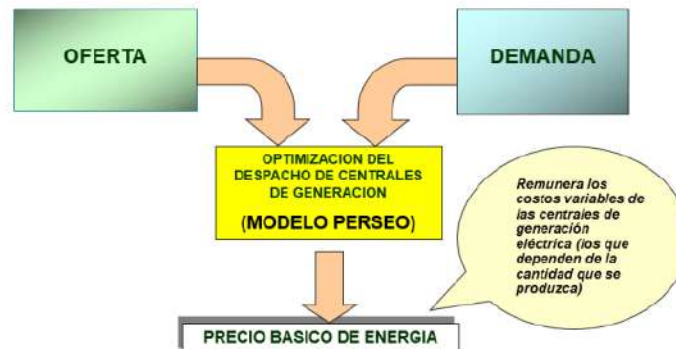 OFERTA
DEMANDA
OPTIMIZACION DEL
DESPACHO DE CENTRALES
DE GENERACION
(MODELO PERSEO)
Remunera los
costos variables de
las centrales de
generación
eléctrica (los que
dependen de la
cantidad que se
produzca)
PRECIO BASICO DE ENERGIA